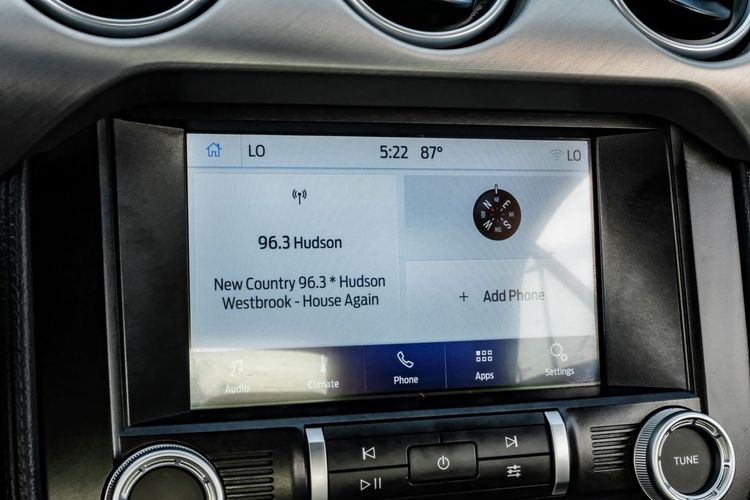 LO 5:22 87° LO
96.3 Hudson
New Country 96.3 * Hudson
Westbrook - House Again
NE
E
S
W
N
+ Add Phone
Audio Climate Phone Apps Settings
TUNE